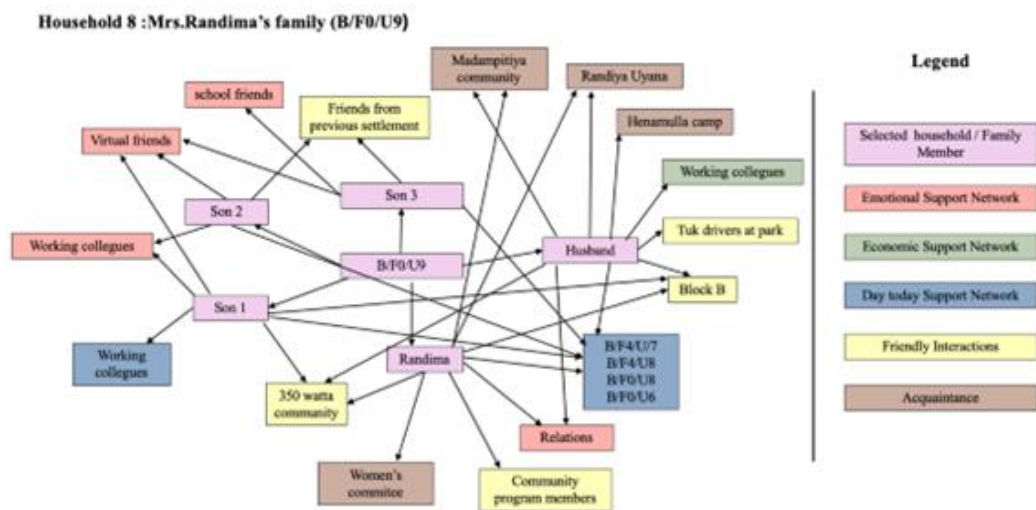 Household 8 :Mrs.Randima's family (B/F0/U9)
Madampitiya
community
Randiya Uyana
Legend
school friends
Friends from
previous settlement
Henamulla camp
Virtual friends
Selected household / Family
Member
Working collegues
Son 3
Emotional Support Network
Son 2
Tuk drivers at park
Working collegues
Husband
Economic Support Network
B/F0/U9
Block B
Day today Support Network
Son 1
Working
collegues
Randima
B/F4/U/7
B/F4/U8
B/F0/U8
B/F0/U6
Friendly Interactions
350 watta
community
Acquaintance
Relations
Women's
commitee
Community
program members